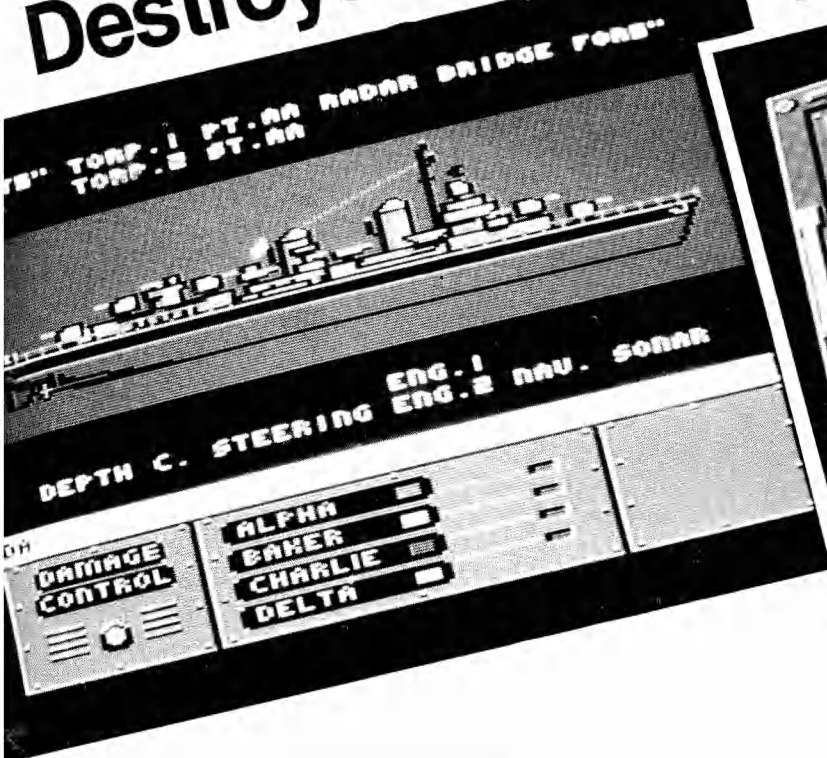 Destroy
TORP.1 PT.AA RADAR BRIDGE FORE"
TORP.2 ST.AA
ENG.1
DEPTH C. STEERING ENG.2 NAV. SONAR
DAMAGE
CONTROL
ALPHA
BAKER
CHARLIE
DELTA